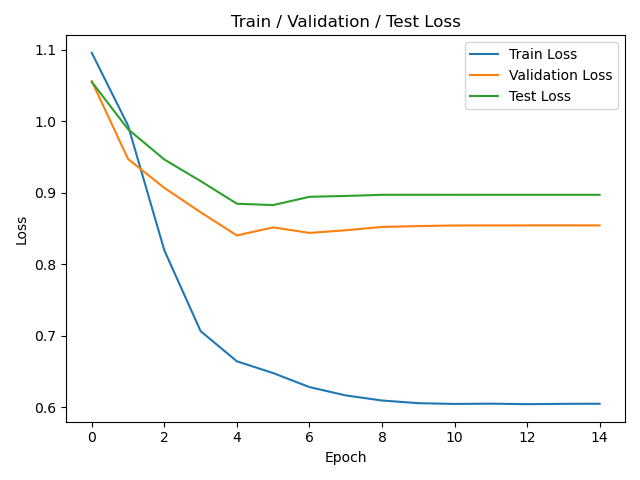 Train / Validation / Test Loss
Train Loss
Validation Loss
Test Loss
1.1
1.0
0.9
0.8
0.7
0.6
Loss
0 2 4 6 8 10 12 14
Epoch